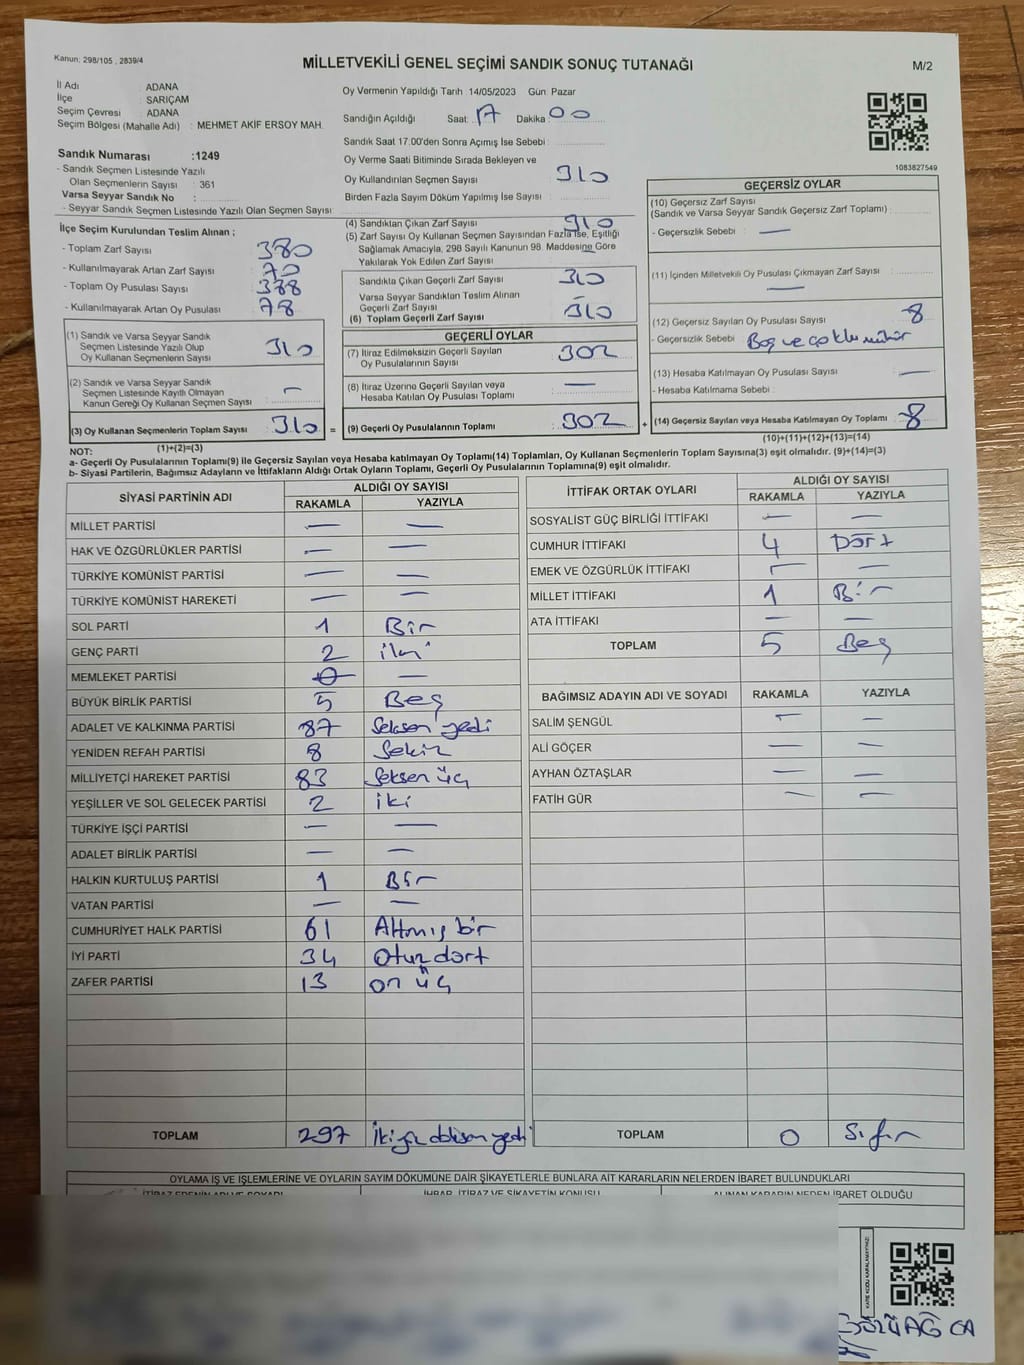 Kanun; 298/105 , 2839/4
MİLLETVEKİLİ GENEL SEÇİMİ SANDIK SONUÇ TUTANAĞI
M/2
İl Adı : ADANA
İlçe : SARIÇAM
Seçim Çevresi : ADANA
Seçim Bölgesi (Mahalle Adı) : MEHMET AKİF ERSOY MAH.
Sandık Numarası :1249
- Sandık Seçmen Listesinde Yazılı
Olan Seçmenlerin Sayısı : 361
Varsa Seyyar Sandık No :
- Seyyar Sandık Seçmen Listesinde Yazılı Olan Seçmen Sayısı :
Oy Vermenin Yapıldığı Tarih 14/05/2023 Gün Pazar
Sandığın Açıldığı Saat: 17 Dakika: 00
Sandık Saat 17.00'den Sonra Açımış İse Sebebi :
Oy Verme Saati Bitiminde Sırada Bekleyen ve
Oy Kullandırılan Seçmen Sayısı : 310
Birden Fazla Sayım Döküm Yapılmış İse Sayısı :
1083827549
İlçe Seçim Kurulundan Teslim Alınan ;
- Toplam Zarf Sayısı : 380
- Kullanılmayarak Artan Zarf Sayısı : 70
- Toplam Oy Pusulası Sayısı : 388
- Kullanılmayarak Artan Oy Pusulası : 78
(1) Sandık ve Varsa Seyyar Sandık
Seçmen Listesinde Yazılı Olup
Oy Kullanan Seçmenlerin Sayısı : 310
(2) Sandık ve Varsa Seyyar Sandık
Seçmen Listesinde Kayıtlı Olmayan
Kanun Gereği Oy Kullanan Seçmen Sayısı : —
(3) Oy Kullanan Seçmenlerin Toplam Sayısı : 310 =
(1)+(2)=(3)
(4) Sandıktan Çıkan Zarf Sayısı : 310
(5) Zarf Sayısı Oy Kullanan Seçmen Sayısından Fazla İse, Eşitliği
Sağlamak Amacıyla, 298 Sayılı Kanunun 98. Maddesine Göre
Yakılarak Yok Edilen Zarf Sayısı : —
Sandıkta Çıkan Geçerli Zarf Sayısı : 310
Varsa Seyyar Sandıktan Teslim Alınan
Geçerli Zarf Sayısı : —
(6) Toplam Geçerli Zarf Sayısı : 310
GEÇERLİ OYLAR
(7) İtiraz Edilmeksizin Geçerli Sayılan
Oy Pusulalarının Sayısı : 302
(8) İtiraz Üzerine Geçerli Sayılan veya
Hesaba Katılan Oy Pusulası Toplamı : —
(9) Geçerli Oy Pusulalarının Toplamı : 302 +
GEÇERSİZ OYLAR
(10) Geçersiz Zarf Sayısı
(Sandık ve Varsa Seyyar Sandık Geçersiz Zarf Toplamı) :
- Geçersizlik Sebebi : —
(11) İçinden Milletvekili Oy Pusulası Çıkmayan Zarf Sayısı :
—
(12) Geçersiz Sayılan Oy Pusulası Sayısı : 8
- Geçersizlik Sebebi : Boş ve çoklu mühür
(13) Hesaba Katılmayan Oy Pusulası Sayısı : —
- Hesaba Katılmama Sebebi :
(14) Geçersiz Sayılan veya Hesaba Katılmayan Oy Toplamı : 8
(10)+(11)+(12)+(13)=(14)
NOT:
a- Geçerli Oy Pusulalarının Toplamı(9) ile Geçersiz Sayılan veya Hesaba katılmayan Oy Toplamı(14) Toplamları, Oy Kullanan Seçmenlerin Toplam Sayısına(3) eşit olmalıdır. (9)+(14)=(3)
b- Siyasi Partilerin, Bağımsız Adayların ve İttifakların Aldığı Ortak Oyların Toplamı, Geçerli Oy Pusulalarının Toplamına(9) eşit olmalıdır.
SİYASİ PARTİNİN ADI ALDIĞI OY SAYISI
RAKAMLA YAZIYLA
MİLLET PARTİSİ — —
HAK VE ÖZGÜRLÜKLER PARTİSİ — —
TÜRKİYE KOMÜNİST PARTİSİ — —
TÜRKİYE KOMÜNİST HAREKETİ — —
SOL PARTİ 1 Bir
GENÇ PARTİ 2 iki
MEMLEKET PARTİSİ 0 —
BÜYÜK BİRLİK PARTİSİ 5 Beş
ADALET VE KALKINMA PARTİSİ 87 Seksen yedi
YENİDEN REFAH PARTİSİ 8 Sekiz
MİLLİYETÇİ HAREKET PARTİSİ 83 Seksen üç
YEŞİLLER VE SOL GELECEK PARTİSİ 2 iki
TÜRKİYE İŞÇİ PARTİSİ — —
ADALET BİRLİK PARTİSİ — —
HALKIN KURTULUŞ PARTİSİ 1 Bir
VATAN PARTİSİ — —
CUMHURİYET HALK PARTİSİ 61 Altmış bir
İYİ PARTİ 34 Otuz dört
ZAFER PARTİSİ 13 on üç
TOPLAM 297 İki yüz doksan yedi
İTTİFAK ORTAK OYLARI ALDIĞI OY SAYISI
RAKAMLA YAZIYLA
SOSYALİST GÜÇ BİRLİĞİ İTTİFAKI — —
CUMHUR İTTİFAKI 4 Dört
EMEK VE ÖZGÜRLÜK İTTİFAKI — —
MİLLET İTTİFAKI 1 Bir
ATA İTTİFAKI — —
TOPLAM 5 Beş
BAĞIMSIZ ADAYIN ADI VE SOYADI RAKAMLA YAZIYLA
SALİM ŞENGÜL — —
ALİ GÖÇER — —
AYHAN ÖZTAŞLAR — —
FATİH GÜR — —
TOPLAM 0 Sıfır
OYLAMA İŞ VE İŞLEMLERİNE VE OYLARIN SAYIM DÖKÜMÜNE DAİR ŞİKAYETLERLE BUNLARA AİT KARARLARIN NELERDEN İBARET BULUNDUKLARI
İTİRAZ EDENİN ADI VE SOYADI İHBAR, İTİRAZ VE ŞİKAYETİN KONUSU ALINAN KARARIN NEDEN İBARET OLDUĞU